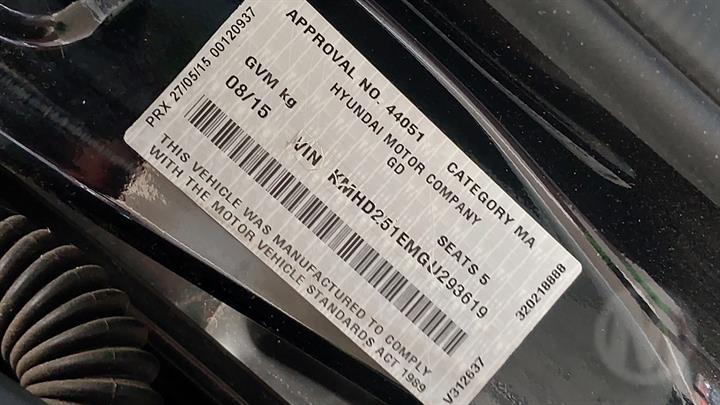 PRX 27/05/15 00120937
APPROVAL NO. 44051 CATEGORY MA
HYUNDAI MOTOR COMPANY
GVM kg GD SEATS 5
08/15
VIN KMHD251EMGU293619
320218888
THIS VEHICLE WAS MANUFACTURED TO COMPLY
WITH THE MOTOR VEHICLE STANDARDS ACT 1989
V312637